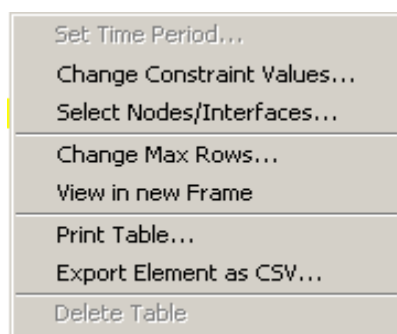 Set Time Period...
Change Constraint Values...
Select Nodes/Interfaces...
Change Max Rows...
View in new Frame
Print Table...
Export Element as CSV...
Delete Table